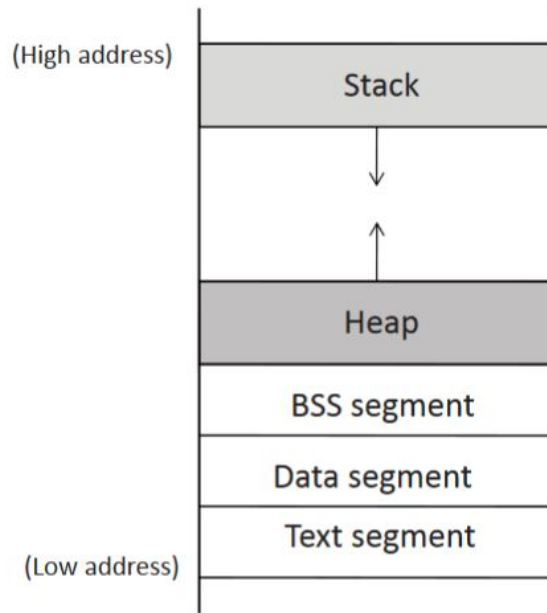 (High address)
Stack
Heap
BSS segment
Data segment
Text segment
(Low address)